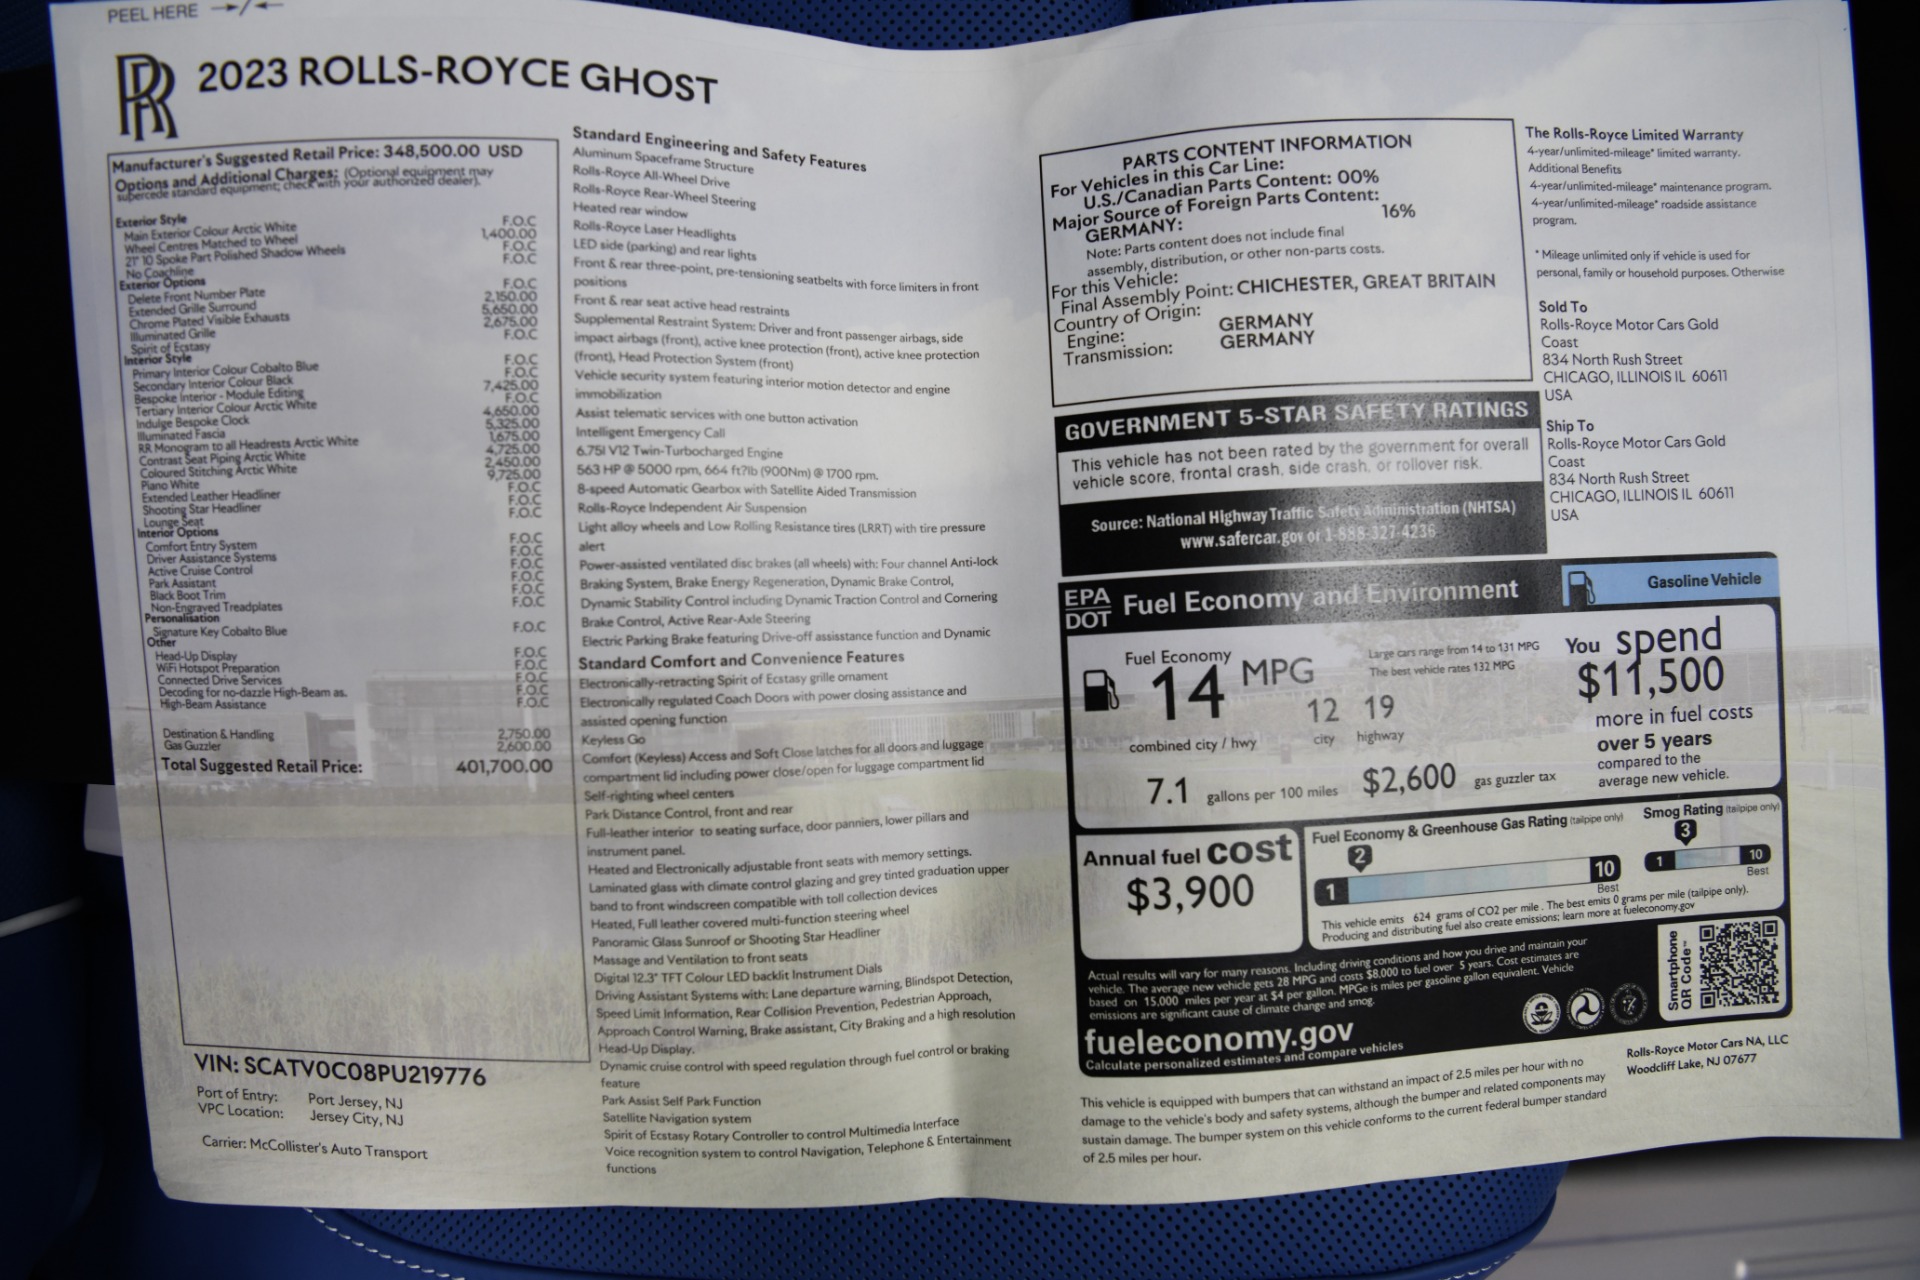 PEEL HERE
RR
2023 ROLLS-ROYCE GHOST
Manufacturer's Suggested Retail Price: 348,500.00 USD
Options and Additional Charges: (Optional equipment may
supercede standard equipment; check with your authorized dealer).
Exterior Style
Main Exterior Colour Arctic White F.O.C
Wheel Centres Matched to Wheel 1,400.00
21" 10 Spoke Part Polished Shadow Wheels F.O.C
No Coachline F.O.C
Exterior Options
Delete Front Number Plate F.O.C
Extended Grille Surround 2,150.00
Chrome Plated Visible Exhausts 5,650.00
Illuminated Grille 2,675.00
Spirit of Ecstasy F.O.C
Interior Style
Primary Interior Colour Cobalto Blue F.O.C
Secondary Interior Colour Black F.O.C
Bespoke Interior - Module Editing 7,425.00
Tertiary Interior Colour Arctic White F.O.C
Indulge Bespoke Clock 4,650.00
Illuminated Fascia 5,325.00
RR Monogram to all Headrests Arctic White 1,675.00
Contrast Seat Piping Arctic White 4,725.00
Coloured Stitching Arctic White 2,450.00
Piano White 9,725.00
Extended Leather Headliner F.O.C
Shooting Star Headliner F.O.C
Lounge Seat F.O.C
Interior Options
Comfort Entry System F.O.C
Driver Assistance Systems F.O.C
Active Cruise Control F.O.C
Park Assistant F.O.C
Black Boot Trim F.O.C
Non-Engraved Treadplates F.O.C
Personalisation
Signature Key Cobalto Blue F.O.C
Other
Head-Up Display F.O.C
WiFi Hotspot Preparation F.O.C
Connected Drive Services F.O.C
Decoding for no-dazzle High-Beam as. F.O.C
High-Beam Assistance F.O.C
Destination & Handling 2,750.00
Gas Guzzler 2,600.00
Total Suggested Retail Price: 401,700.00
VIN: SCATV0C08PU219776
Port of Entry: Port Jersey, NJ
VPC Location: Jersey City, NJ
Carrier: McCollister's Auto Transport
Standard Engineering and Safety Features
Aluminum Spaceframe Structure
Rolls-Royce All-Wheel Drive
Rolls-Royce Rear-Wheel Steering
Heated rear window
Rolls-Royce Laser Headlights
LED side (parking) and rear lights
Front & rear three-point, pre-tensioning seatbelts with force limiters in front
positions
Front & rear seat active head restraints
Supplemental Restraint System: Driver and front passenger airbags, side
impact airbags (front), active knee protection (front), active knee protection
(front), Head Protection System (front)
Vehicle security system featuring interior motion detector and engine
immobilization
Assist telematic services with one button activation
Intelligent Emergency Call
6.75l V12 Twin-Turbocharged Engine
563 HP @ 5000 rpm, 664 ft?lb (900Nm) @ 1700 rpm.
8-speed Automatic Gearbox with Satellite Aided Transmission
Rolls-Royce Independent Air Suspension
Light alloy wheels and Low Rolling Resistance tires (LRRT) with tire pressure
alert
Power-assisted ventilated disc brakes (all wheels) with: Four channel Anti-lock
Braking System, Brake Energy Regeneration, Dynamic Brake Control,
Dynamic Stability Control including Dynamic Traction Control and Cornering
Brake Control, Active Rear-Axle Steering
Electric Parking Brake featuring Drive-off assisstance function and Dynamic
Standard Comfort and Convenience Features
Electronically-retracting Spirit of Ecstasy grille ornament
Electronically regulated Coach Doors with power closing assistance and
assisted opening function
Keyless Go
Comfort (Keyless) Access and Soft Close latches for all doors and luggage
compartment lid including power close/open for luggage compartment lid
Self-righting wheel centers
Park Distance Control, front and rear
Full-leather interior to seating surface, door panniers, lower pillars and
instrument panel.
Heated and Electronically adjustable front seats with memory settings.
Laminated glass with climate control glazing and grey tinted graduation upper
band to front windscreen compatible with toll collection devices
Heated, Full leather covered multi-function steering wheel
Panoramic Glass Sunroof or Shooting Star Headliner
Massage and Ventilation to front seats
Digital 12.3" TFT Colour LED backlit Instrument Dials
Driving Assistant Systems with: Lane departure warning, Blindspot Detection,
Speed Limit Information, Rear Collision Prevention, Pedestrian Approach,
Approach Control Warning, Brake assistant, City Braking and a high resolution
Head-Up Display.
Dynamic cruise control with speed regulation through fuel control or braking
feature
Park Assist Self Park Function
Satellite Navigation system
Spirit of Ecstasy Rotary Controller to control Multimedia Interface
Voice recognition system to control Navigation, Telephone & Entertainment
functions
PARTS CONTENT INFORMATION
For Vehicles in this Car Line:
U.S./Canadian Parts Content: 00%
Major Source of Foreign Parts Content:
GERMANY: 16%
Note: Parts content does not include final
assembly, distribution, or other non-parts costs.
For this Vehicle:
Final Assembly Point: CHICHESTER, GREAT BRITAIN
Country of Origin:
Engine: GERMANY
Transmission: GERMANY
GOVERNMENT 5-STAR SAFETY RATINGS
This vehicle has not been rated by the government for overall
vehicle score, frontal crash, side crash, or rollover risk.
Source: National Highway Traffic Safety Administration (NHTSA)
www.safercar.gov or 1-888-327-4236
The Rolls-Royce Limited Warranty
4-year/unlimited-mileage* limited warranty.
Additional Benefits
4-year/unlimited-mileage* maintenance program.
4-year/unlimited-mileage* roadside assistance
program.
* Mileage unlimited only if vehicle is used for
personal, family or household purposes. Otherwise
Sold To
Rolls-Royce Motor Cars Gold
Coast
834 North Rush Street
CHICAGO, ILLINOIS IL 60611
USA
Ship To
Rolls-Royce Motor Cars Gold
Coast
834 North Rush Street
CHICAGO, ILLINOIS IL 60611
USA
EPA
DOT
Fuel Economy and Environment
Gasoline Vehicle
Fuel Economy
14 MPG
combined city / hwy
12 city
19 highway
Large cars range from 14 to 131 MPG
The best vehicle rates 132 MPG
7.1 gallons per 100 miles
$2,600 gas guzzler tax
You spend
$11,500
more in fuel costs
over 5 years
compared to the
average new vehicle.
Annual fuel cost
$3,900
Fuel Economy & Greenhouse Gas Rating (tailpipe only)
2
1 10
Best
Smog Rating (tailpipe only)
3
1 10
Best
This vehicle emits 624 grams of CO2 per mile . The best emits 0 grams per mile (tailpipe only).
Producing and distributing fuel also create emissions; learn more at fueleconomy.gov
Actual results will vary for many reasons. Including driving conditions and how you drive and maintain your
vehicle. The average new vehicle gets 28 MPG and costs $8,000 to fuel over 5 years. Cost estimates are
based on 15,000 miles per year at $4 per gallon. MPGe is miles per gasoline gallon equivalent. Vehicle
emissions are significant cause of climate change and smog.
fueleconomy.gov
Calculate personalized estimates and compare vehicles
Smartphone
QR Code™
This vehicle is equipped with bumpers that can withstand an impact of 2.5 miles per hour with no
damage to the vehicle's body and safety systems, although the bumper and related components may
sustain damage. The bumper system on this vehicle conforms to the current federal bumper standard
of 2.5 miles per hour.
Rolls-Royce Motor Cars NA, LLC
Woodcliff Lake, NJ 07677